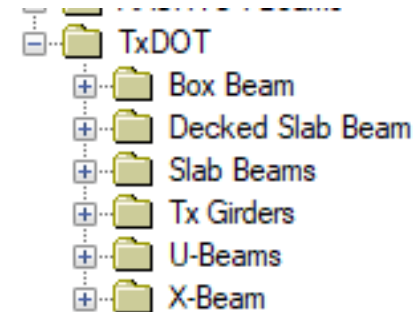 TxDOT
Box Beam
Decked Slab Beam
Slab Beams
Tx Girders
U-Beams
X-Beam